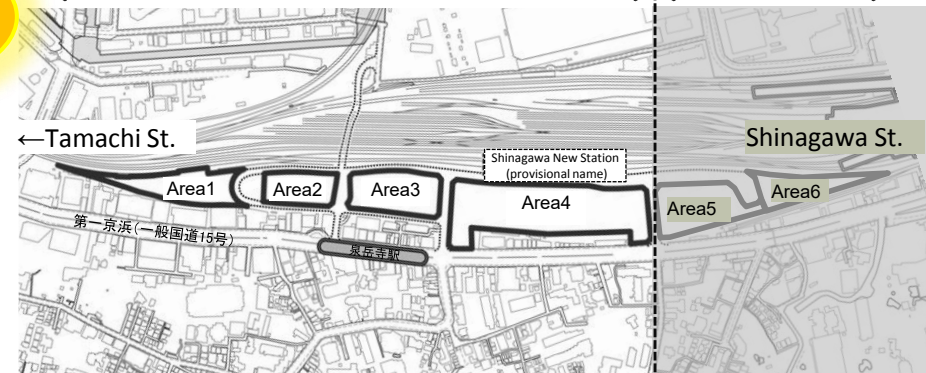 ←Tamachi St.
Shinagawa St.
Shinagawa New Station
(provisional name)
Area1
Area2
Area3
Area4
Area5
Area6
第一京浜(一般国道15号)
泉岳寺駅